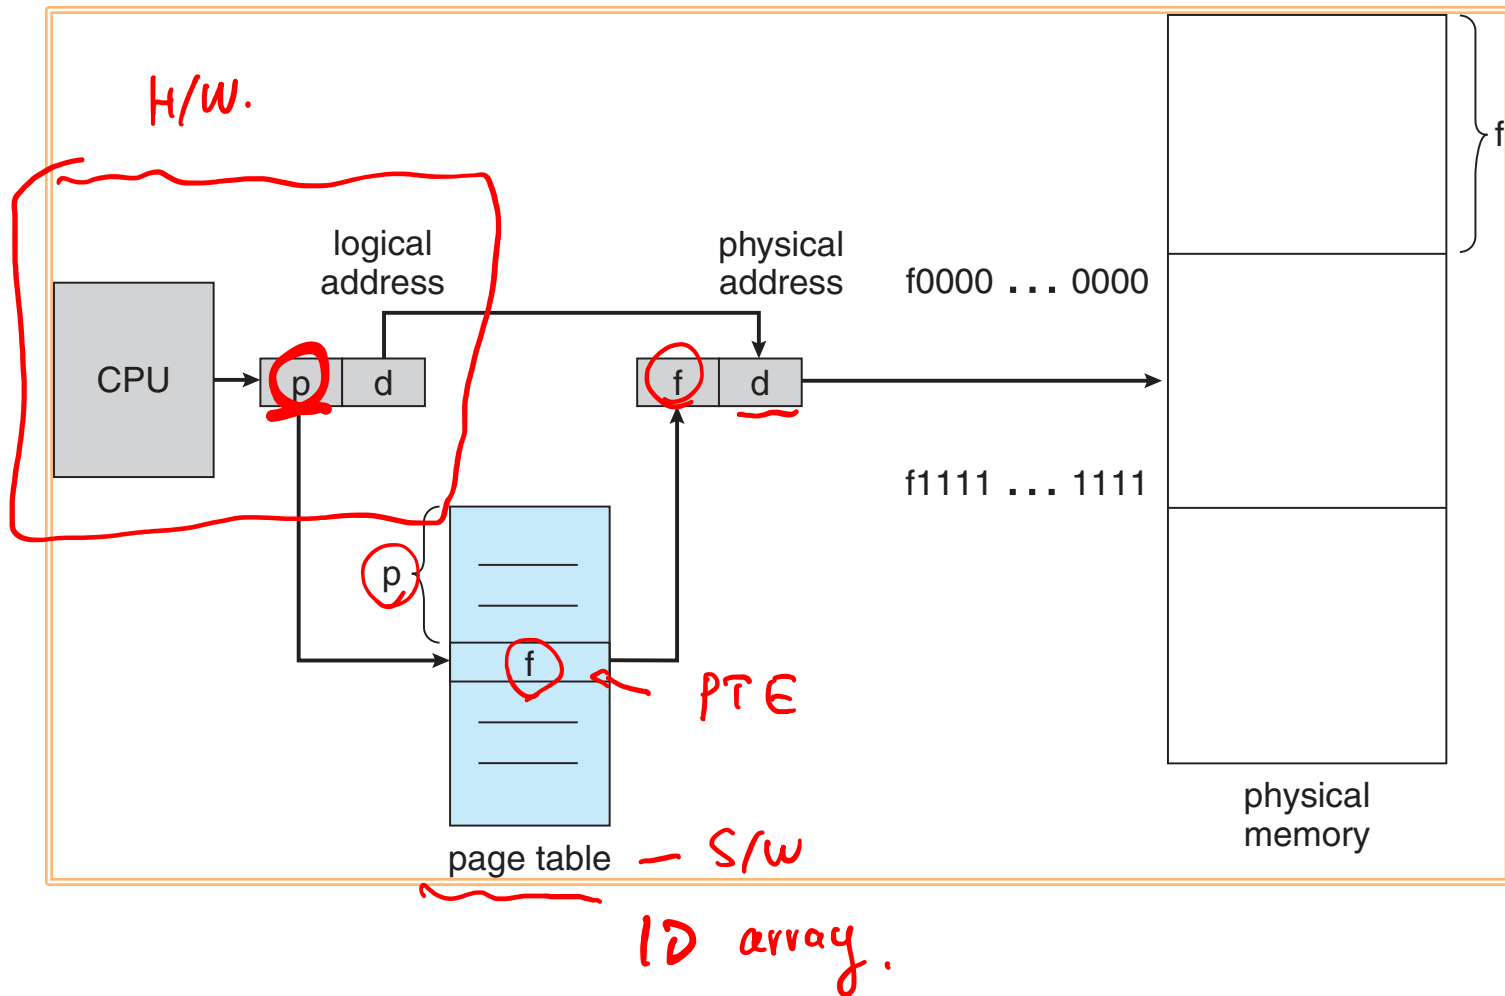 H/W.
logical
address
physical
address
f0000 ... 0000
f
CPU
p
d
f
d
f1111 ... 1111
p
f
PTE
physical
memory
page table – S/W
1D array.